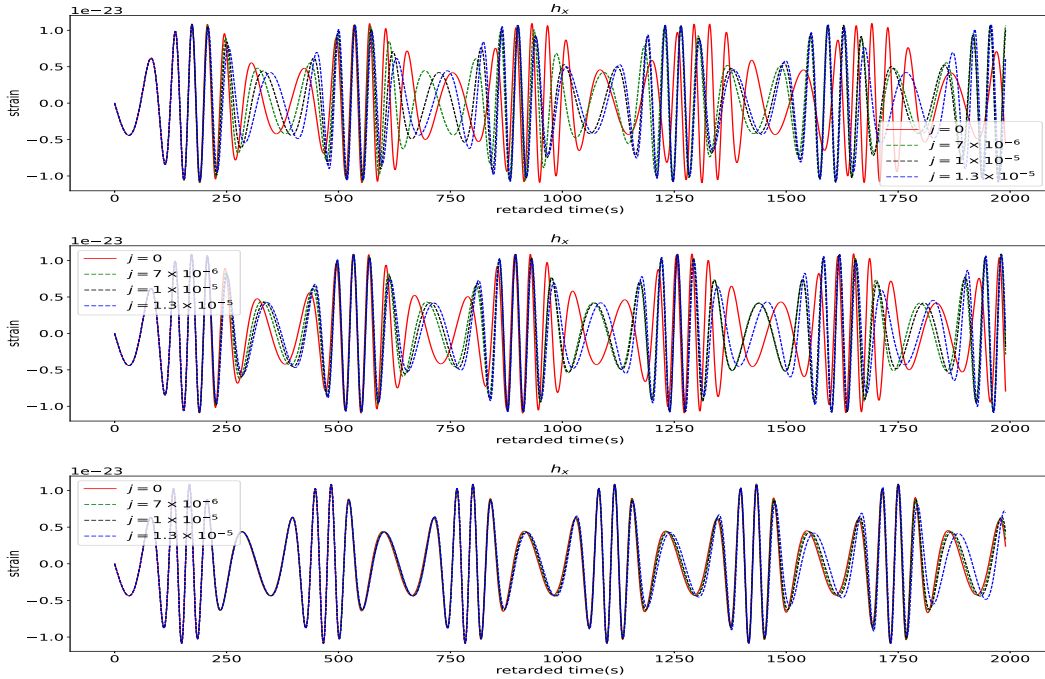 1e−23
h_x
1.0
0.5
0.0
−0.5
−1.0
strain
j = 0
j = 7 × 10^{−6}
j = 1 × 10^{−5}
j = 1.3 × 10^{−5}
0 250 500 750 1000 1250 1500 1750 2000
retarded time(s)
1e−23
h_x
1.0
0.5
0.0
−0.5
−1.0
strain
j = 0
j = 7 × 10^{−6}
j = 1 × 10^{−5}
j = 1.3 × 10^{−5}
0 250 500 750 1000 1250 1500 1750 2000
retarded time(s)
1e−23
h_x
1.0
0.5
0.0
−0.5
−1.0
strain
j = 0
j = 7 × 10^{−6}
j = 1 × 10^{−5}
j = 1.3 × 10^{−5}
0 250 500 750 1000 1250 1500 1750 2000
retarded time(s)